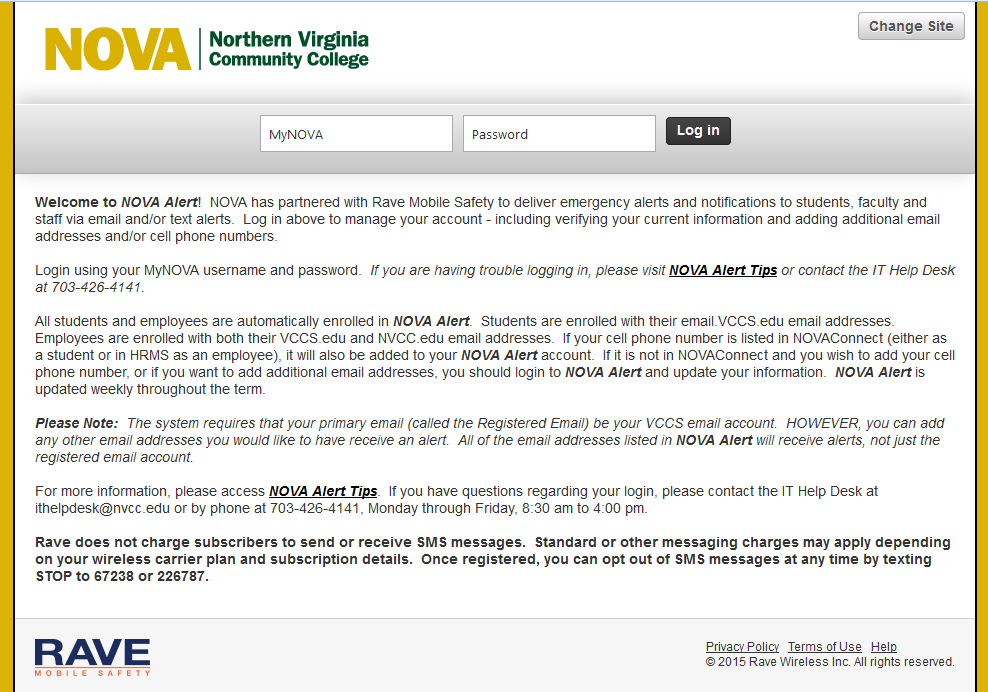 NOVA Northern Virginia
Community College
Change Site
MyNOVA Password Log in
Welcome to NOVA Alert!  NOVA has partnered with Rave Mobile Safety to deliver emergency alerts and notifications to students, faculty and
staff via email and/or text alerts.  Log in above to manage your account - including verifying your current information and adding additional email
addresses and/or cell phone numbers.
Login using your MyNOVA username and password.  If you are having trouble logging in, please visit NOVA Alert Tips or contact the IT Help Desk
at 703-426-4141.
All students and employees are automatically enrolled in NOVA Alert.  Students are enrolled with their email.VCCS.edu email addresses.
Employees are enrolled with both their VCCS.edu and NVCC.edu email addresses.  If your cell phone number is listed in NOVAConnect (either as
a student or in HRMS as an employee), it will also be added to your NOVA Alert account.  If it is not in NOVAConnect and you wish to add your cell
phone number, or if you want to add additional email addresses, you should login to NOVA Alert and update your information.  NOVA Alert is
updated weekly throughout the term.
Please Note:  The system requires that your primary email (called the Registered Email) be your VCCS email account.  HOWEVER, you can add
any other email addresses you would like to have receive an alert.  All of the email addresses listed in NOVA Alert will receive alerts, not just the
registered email account.
For more information, please access NOVA Alert Tips.  If you have questions regarding your login, please contact the IT Help Desk at
ithelpdesk@nvcc.edu or by phone at 703-426-4141, Monday through Friday, 8:30 am to 4:00 pm.
Rave does not charge subscribers to send or receive SMS messages.  Standard or other messaging charges may apply depending
on your wireless carrier plan and subscription details.  Once registered, you can opt out of SMS messages at any time by texting
STOP to 67238 or 226787.
RAVE
MOBILE SAFETY
Privacy Policy Terms of Use Help
© 2015 Rave Wireless Inc. All rights reserved.